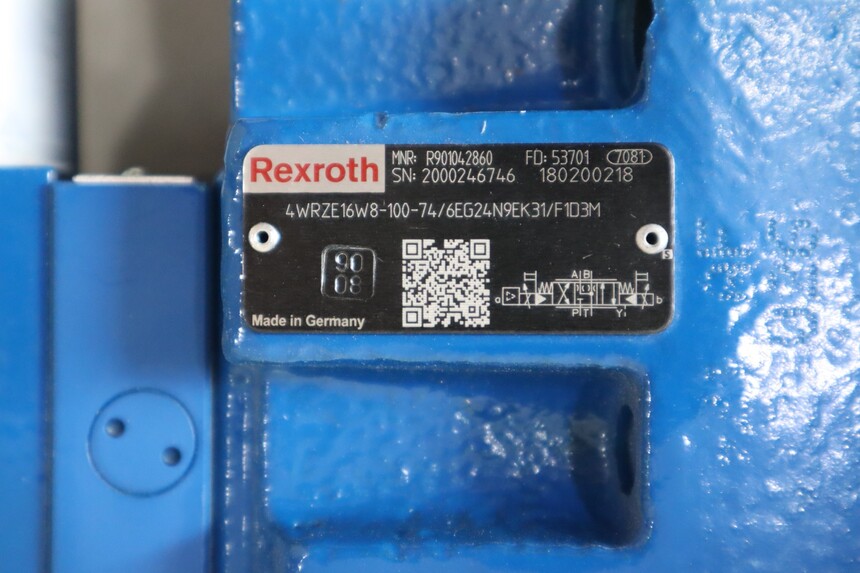 Rexroth
MNR: R901042860 FD: 53701 7081
SN: 2000246746 180200218
4WRZE16W8-100-74/6EG24N9EK31/F1D3M
90
08
S
A B
a b
P T Y
Made in Germany